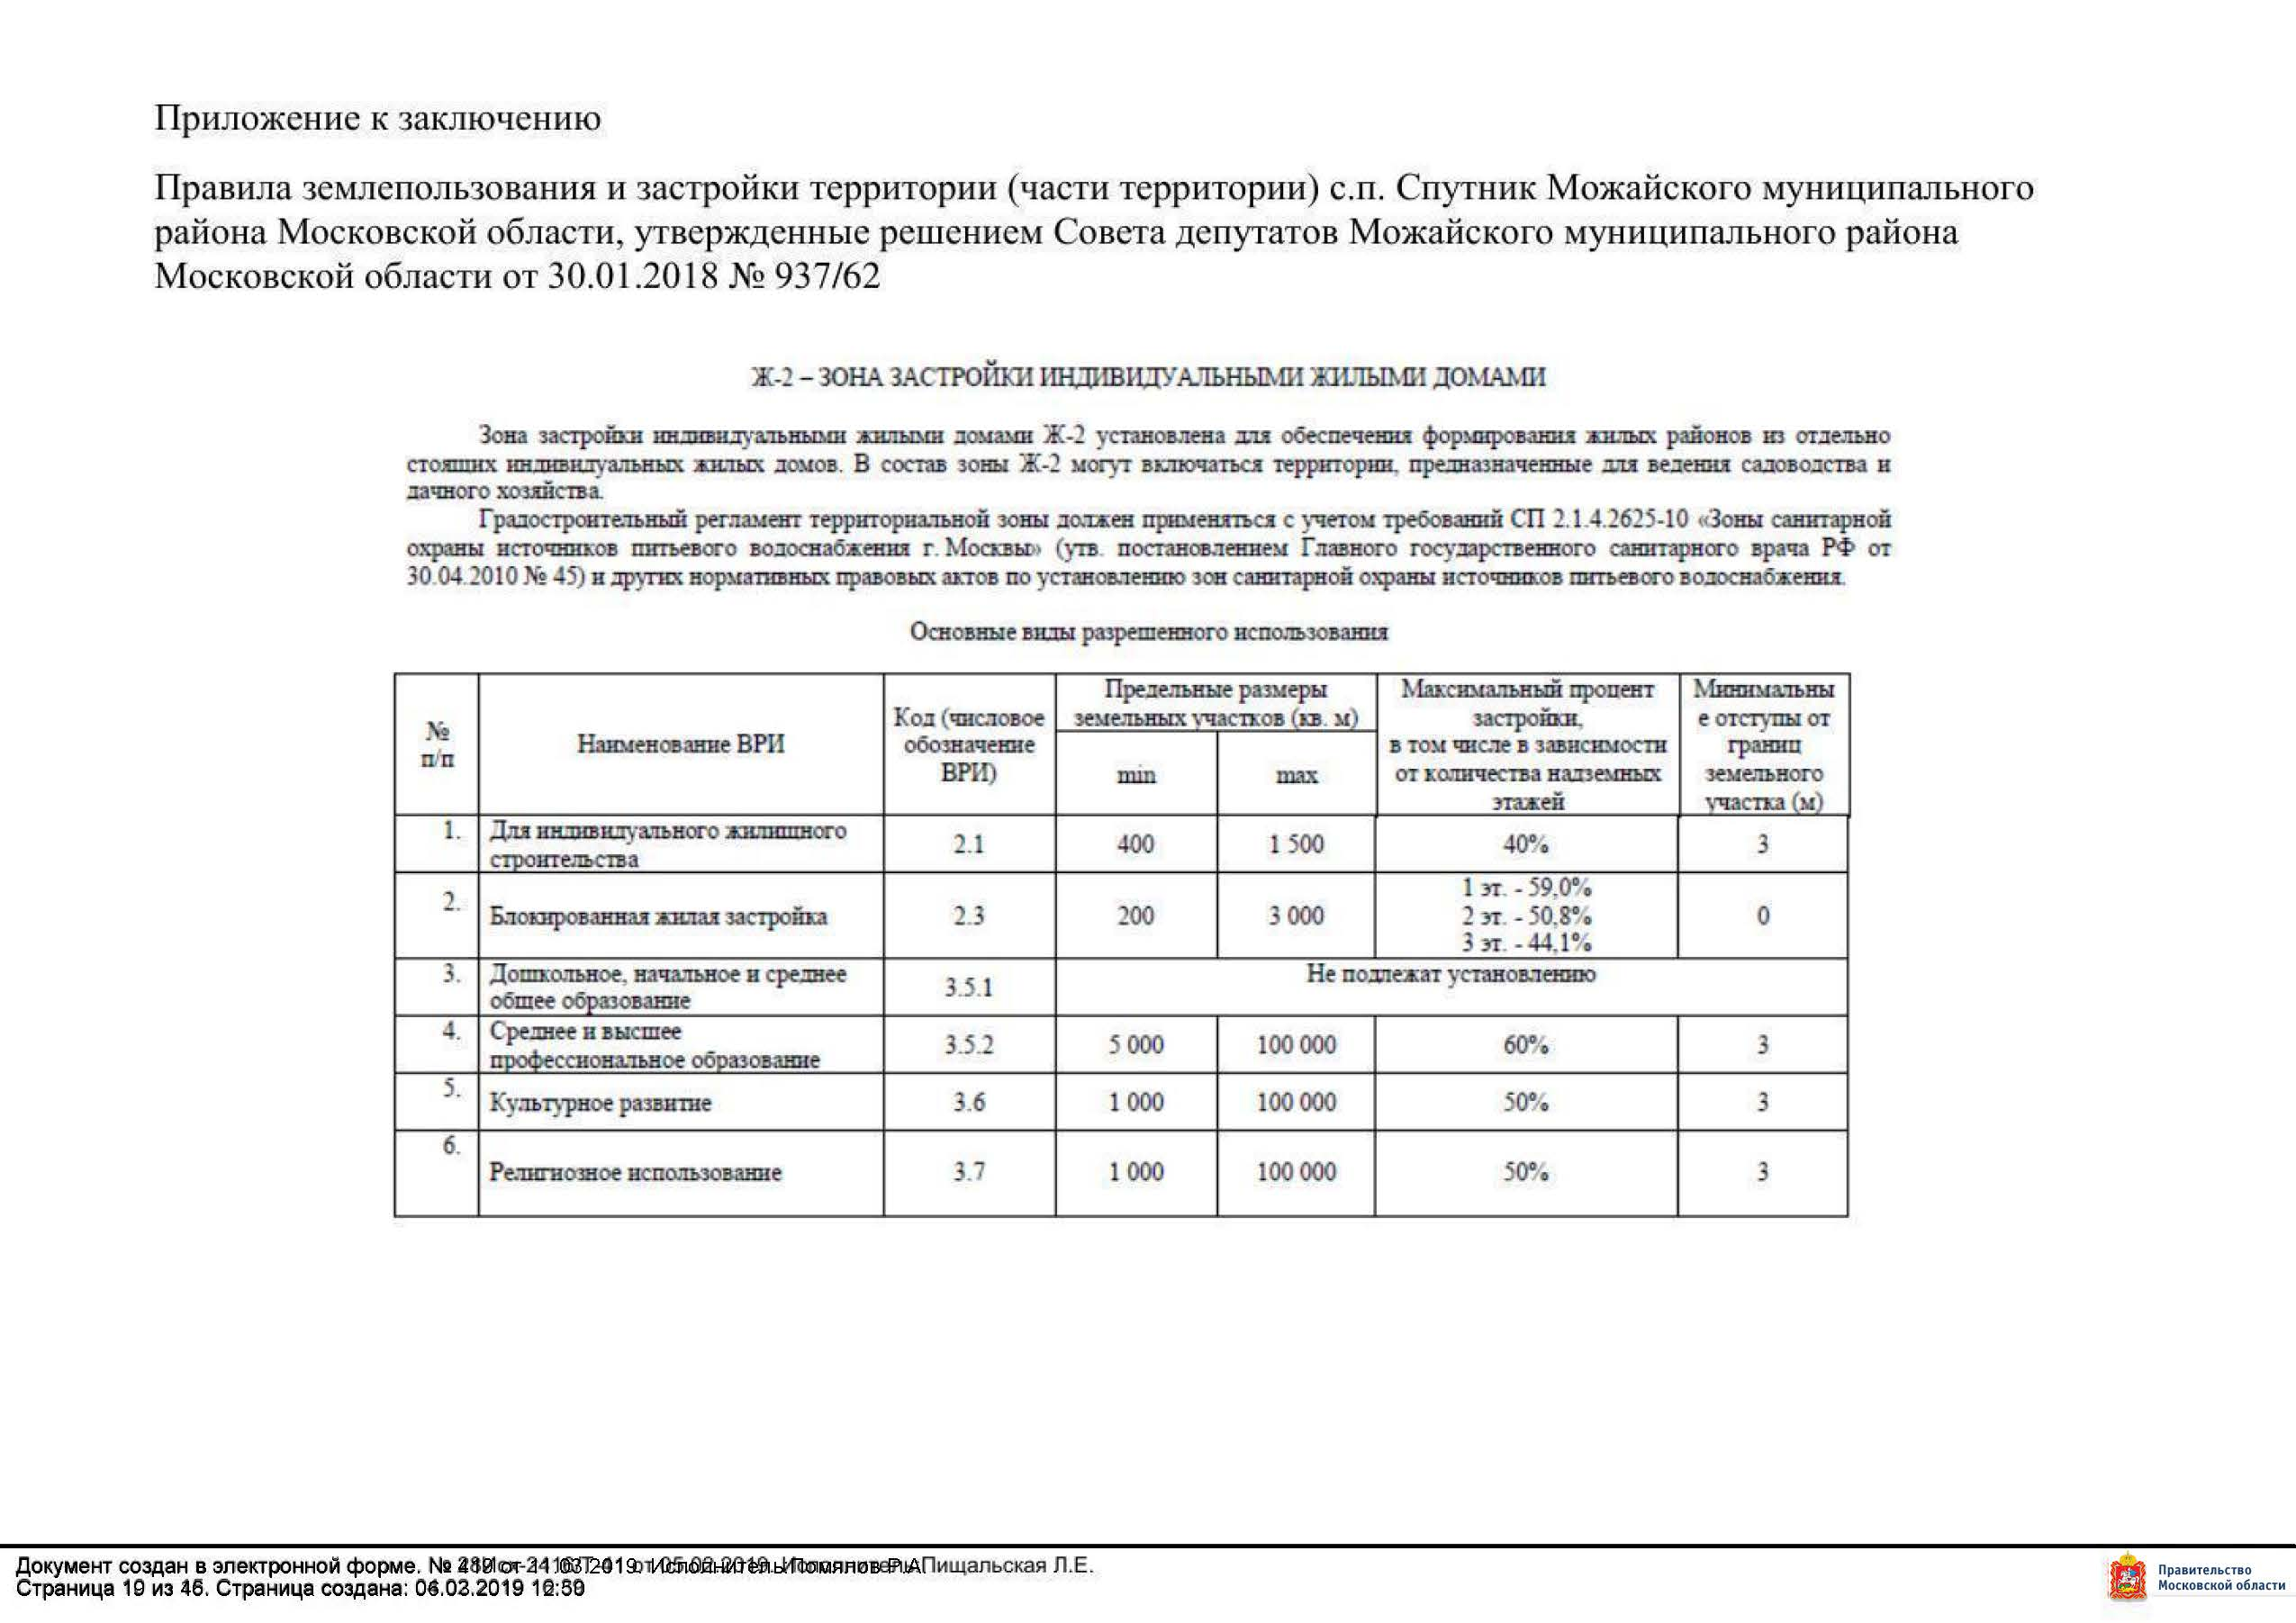 Приложение к заключению
Правила землепользования и застройки территории (части территории) с.п. Спутник Можайского муниципального
района Московской области, утвержденные решением Совета депутатов Можайского муниципального района
Московской области от 30.01.2018 № 937/62
Ж-2 – ЗОНА ЗАСТРОЙКИ ИНДИВИДУАЛЬНЫМИ ЖИЛЫМИ ДОМАМИ
Зона застройки индивидуальными жилыми домами Ж-2 установлена для обеспечения формирования жилых районов из отдельно
стоящих индивидуальных жилых домов. В состав зоны Ж-2 могут включаться территории, предназначенные для ведения садоводства и
дачного хозяйства.
Градостроительный регламент территориальной зоны должен применяться с учетом требований СП 2.1.4.2625-10 «Зоны санитарной
охраны источников питьевого водоснабжения г. Москвы» (утв. постановлением Главного государственного санитарного врача РФ от
30.04.2010 № 45) и других нормативных правовых актов по установлению зон санитарной охраны источников питьевого водоснабжения.
Основные виды разрешенного использования
№
п/п
Наименование ВРИ
Код (числовое
обозначение
ВРИ)
Предельные размеры
земельных участков (кв. м)
min
max
Максимальный процент
застройки,
в том числе в зависимости
от количества надземных
этажей
Минимальны
е отступы от
границ
земельного
участка (м)
1.
Для индивидуального жилищного
строительства
2.1
400
1 500
40%
3
2.
Блокированная жилая застройка
2.3
200
3 000
1 эт. - 59,0%
2 эт. - 50,8%
3 эт. - 44,1%
0
3.
Дошкольное, начальное и среднее
общее образование
3.5.1
Не подлежат установлению
4.
Среднее и высшее
профессиональное образование
3.5.2
5 000
100 000
60%
3
5.
Культурное развитие
3.6
1 000
100 000
50%
3
6.
Религиозное использование
3.7
1 000
100 000
50%
3
Документ создан в электронной форме. № Пищальская Л.Е.
Страница из Страница создана:
Правительство
Московской области